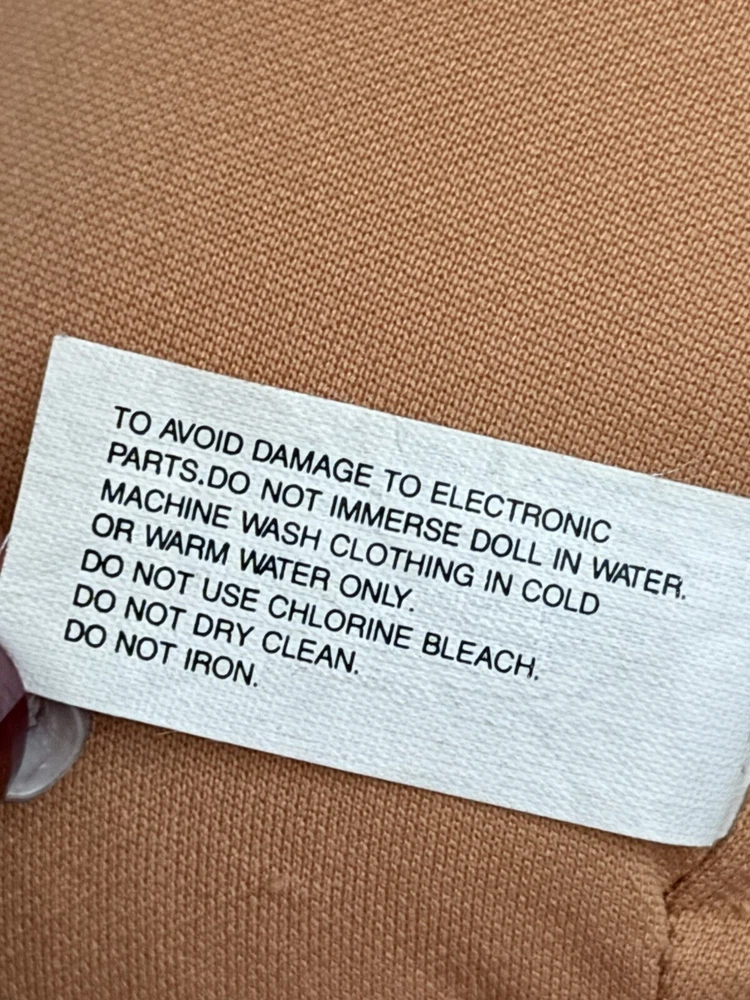 TO AVOID DAMAGE TO ELECTRONIC
PARTS.DO NOT IMMERSE DOLL IN WATER.
MACHINE WASH CLOTHING IN COLD
OR WARM WATER ONLY.
DO NOT USE CHLORINE BLEACH.
DO NOT DRY CLEAN.
DO NOT IRON.